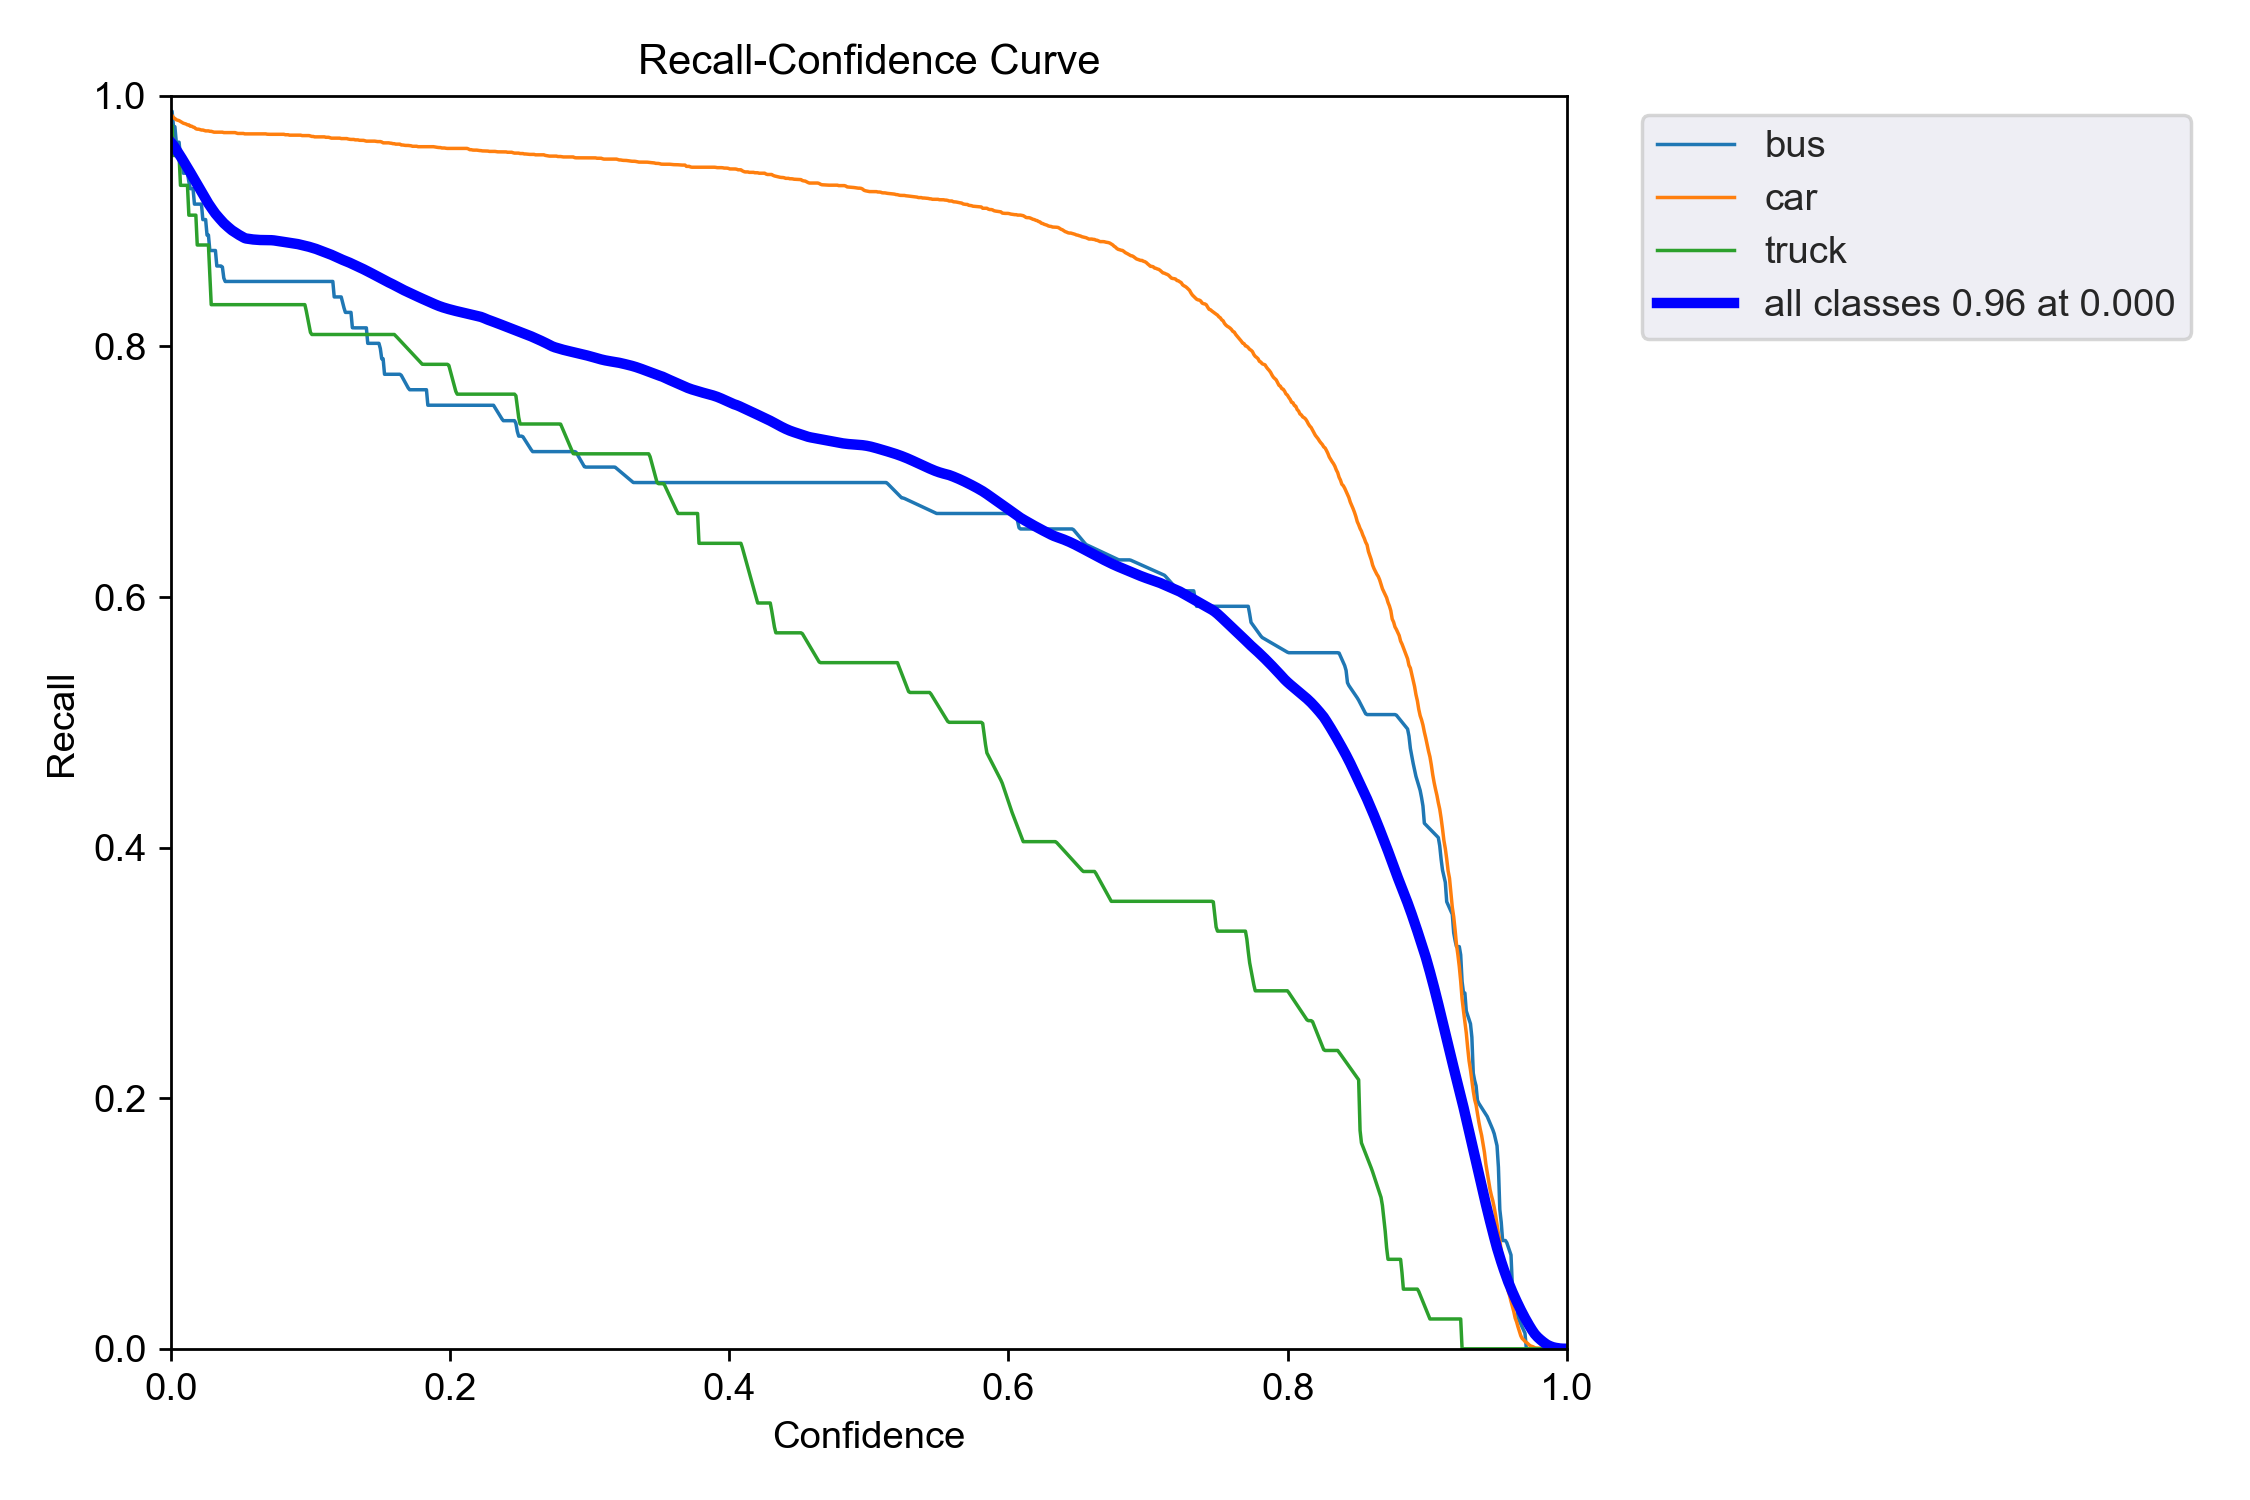 Recall-Confidence Curve
1.0
0.8
0.6
0.4
0.2
0.0
Recall
0.0 0.2 0.4 0.6 0.8 1.0
Confidence
bus
car
truck
all classes 0.96 at 0.000